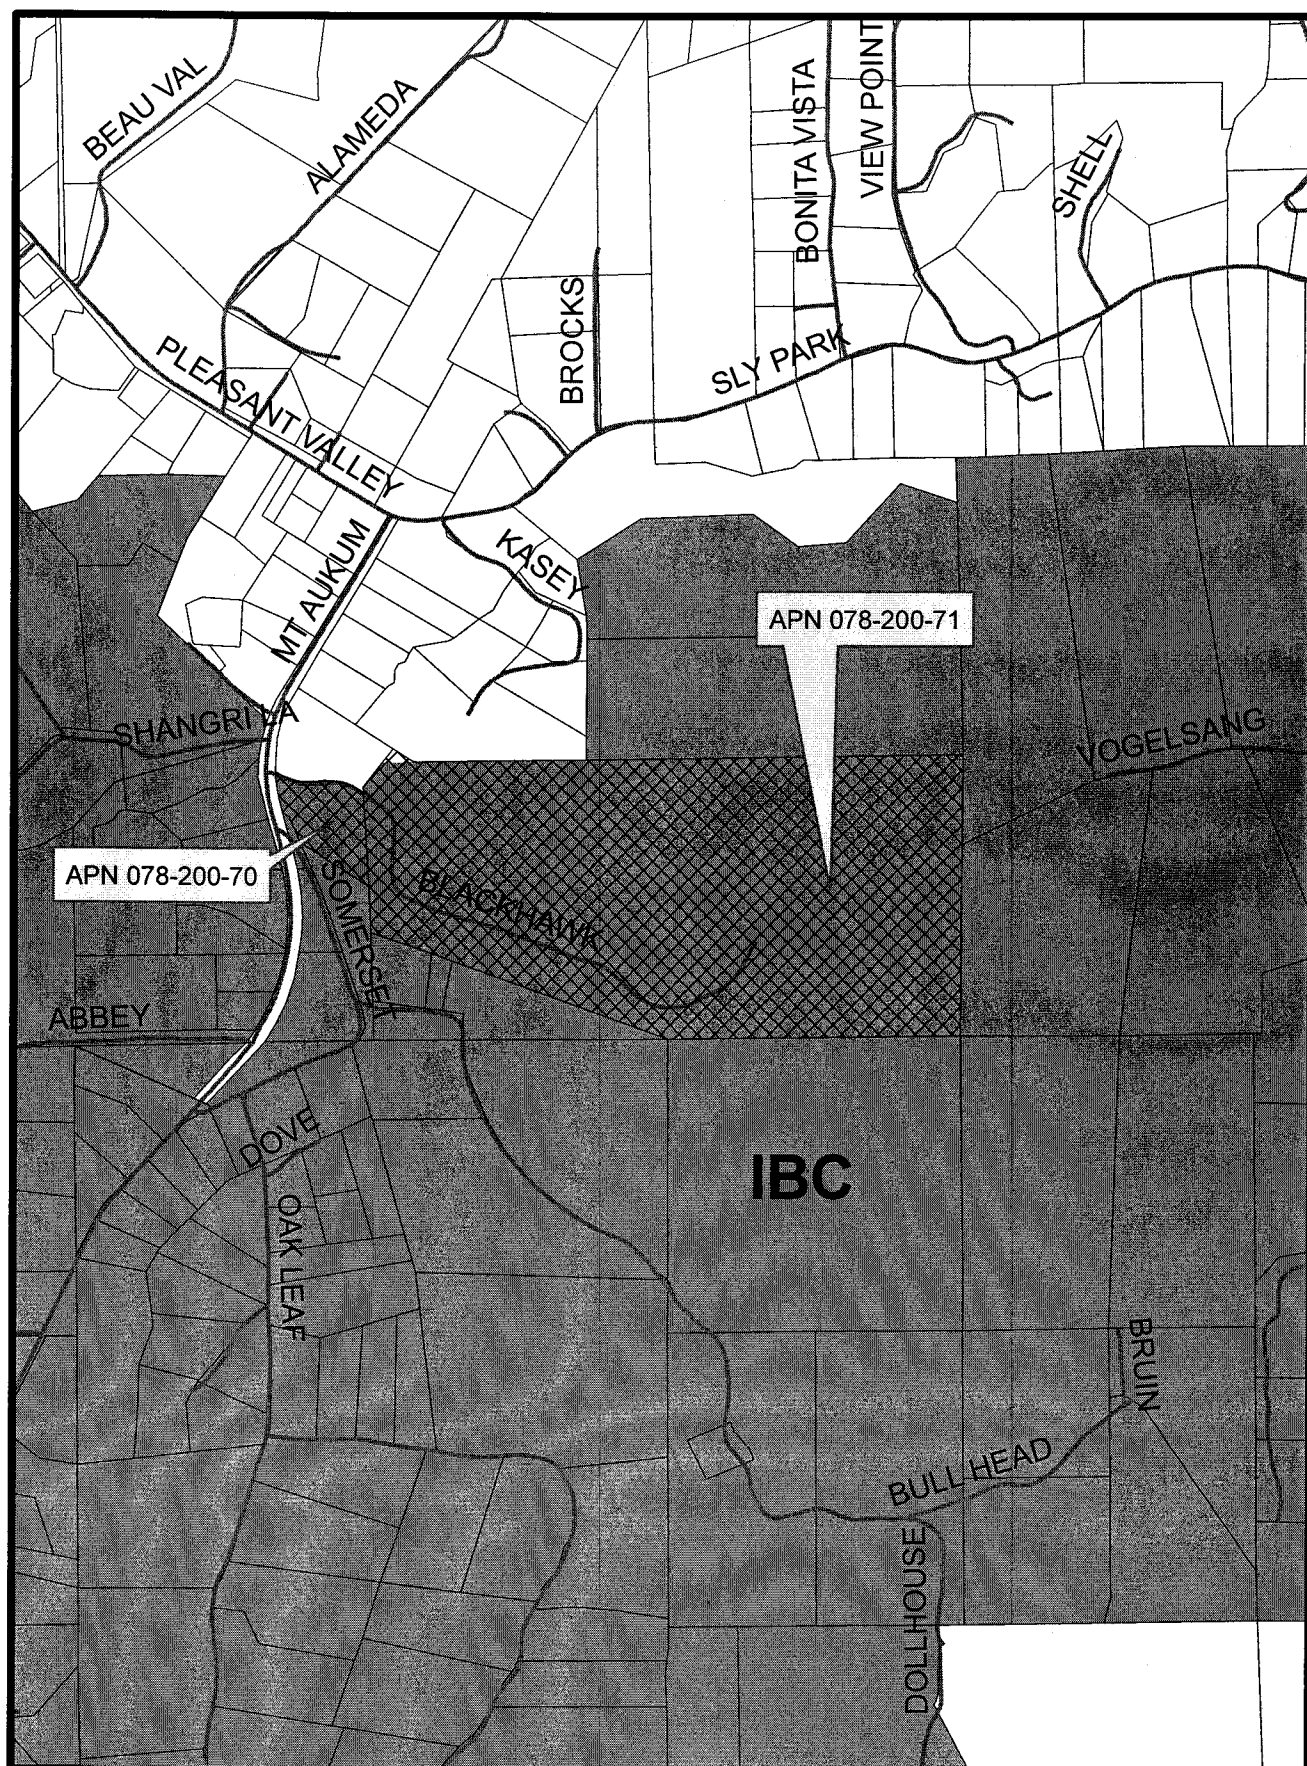 BEAU VAL
ALAMEDA
BONITA VISTA
VIEW POINT
SHELL
BROCKS
PLEASANT VALLEY
SLY PARK
MT AUKUM
KASEY
APN 078-200-71
SHANGRI LA
VOGELSANG
APN 078-200-70
SOMERSET
BLACKHAWK
ABBEY
DOVE
IBC
OAK LEAF
BRUIN
BULL HEAD
DOLLHOUSE